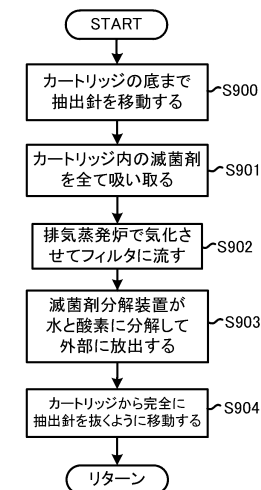 START
カートリッジの底まで
抽出針を移動する
S900
カートリッジ内の滅菌剤
を全て吸い取る
S901
排気蒸発炉で気化さ
せてフィルタに流す
S902
滅菌剤分解装置が
水と酸素に分解して
外部に放出する
S903
カートリッジから完全に
抽出針を抜くように移動する
S904
リターン